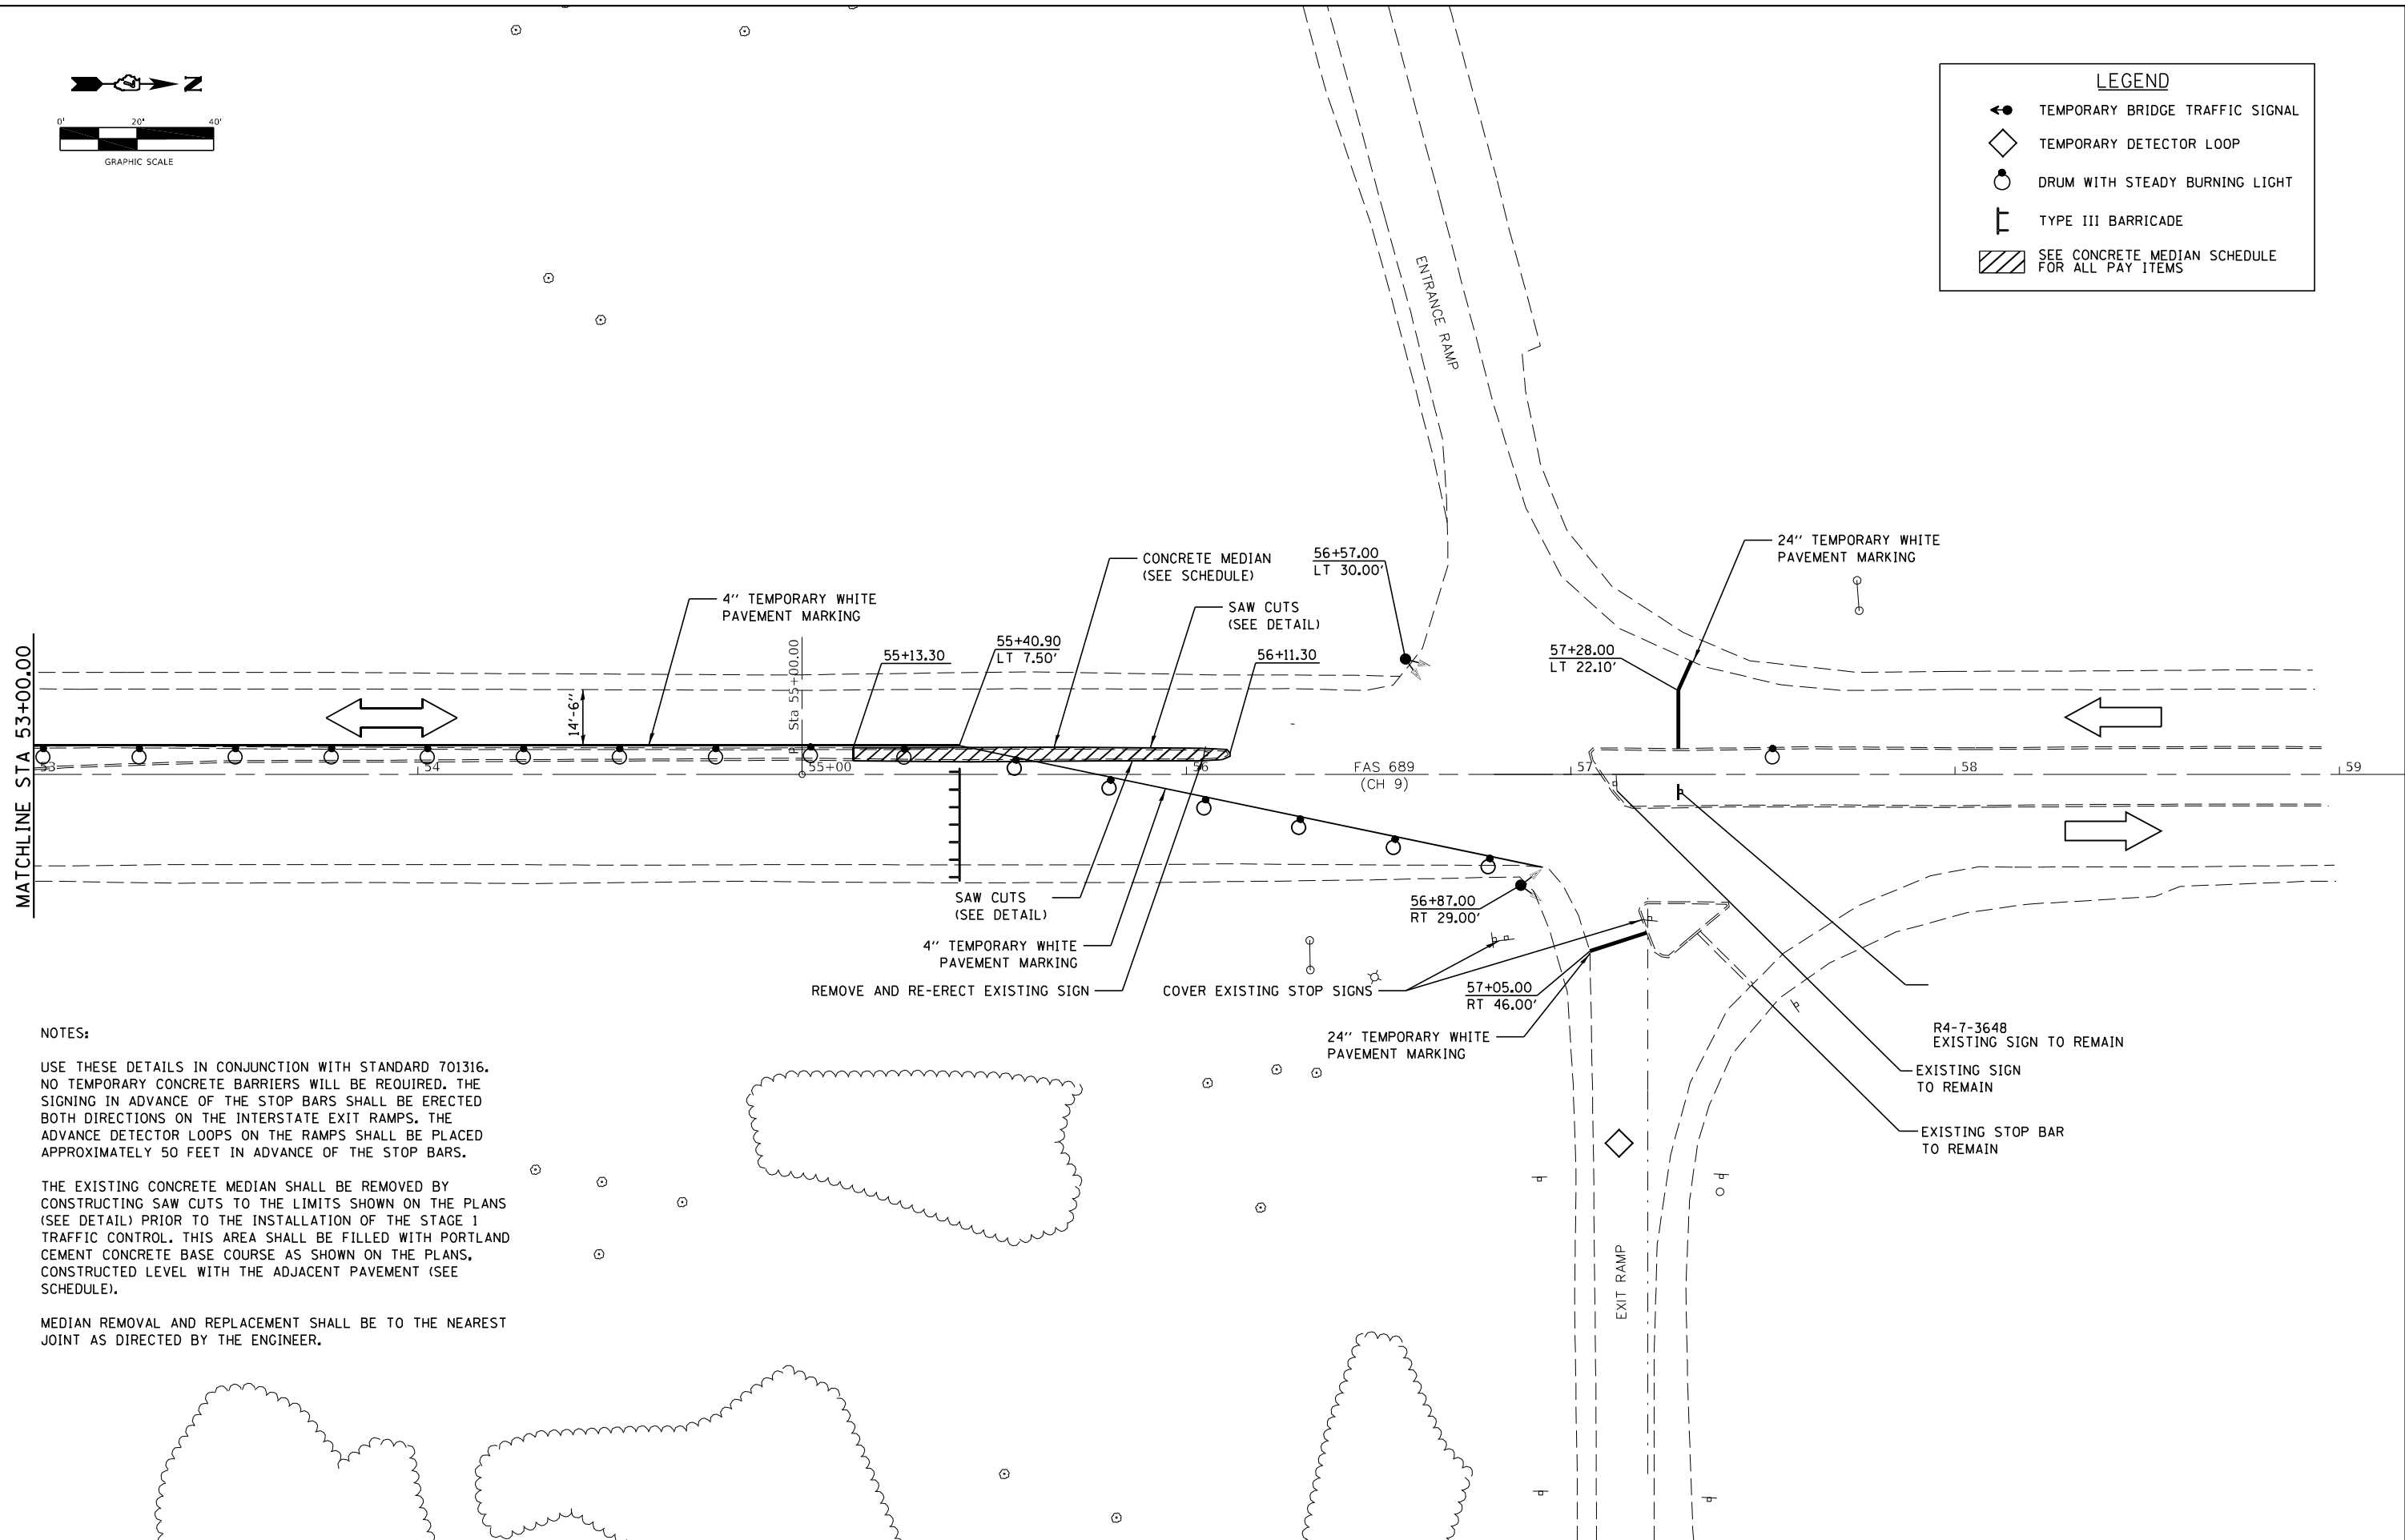 N
0' 20' 40'
GRAPHIC SCALE
LEGEND
TEMPORARY BRIDGE TRAFFIC SIGNAL
TEMPORARY DETECTOR LOOP
DRUM WITH STEADY BURNING LIGHT
TYPE III BARRICADE
SEE CONCRETE MEDIAN SCHEDULE
FOR ALL PAY ITEMS
ENTRANCE RAMP
24'' TEMPORARY WHITE
PAVEMENT MARKING
CONCRETE MEDIAN
(SEE SCHEDULE)
56+57.00
LT 30.00'
4'' TEMPORARY WHITE
PAVEMENT MARKING
SAW CUTS
(SEE DETAIL)
55+13.30
55+40.90
LT 7.50'
56+11.30
57+28.00
LT 22.10'
MATCHLINE STA 53+00.00
14'-6''
Sta 55+00.00
53
54
55+00
56
FAS 689
(CH 9)
57
58
59
SAW CUTS
(SEE DETAIL)
56+87.00
RT 29.00'
4'' TEMPORARY WHITE
PAVEMENT MARKING
REMOVE AND RE-ERECT EXISTING SIGN
COVER EXISTING STOP SIGNS
57+05.00
RT 46.00'
24'' TEMPORARY WHITE
PAVEMENT MARKING
R4-7-3648
EXISTING SIGN TO REMAIN
EXISTING SIGN
TO REMAIN
EXISTING STOP BAR
TO REMAIN
EXIT RAMP
NOTES:
USE THESE DETAILS IN CONJUNCTION WITH STANDARD 701316.
NO TEMPORARY CONCRETE BARRIERS WILL BE REQUIRED. THE
SIGNING IN ADVANCE OF THE STOP BARS SHALL BE ERECTED
BOTH DIRECTIONS ON THE INTERSTATE EXIT RAMPS. THE
ADVANCE DETECTOR LOOPS ON THE RAMPS SHALL BE PLACED
APPROXIMATELY 50 FEET IN ADVANCE OF THE STOP BARS.
THE EXISTING CONCRETE MEDIAN SHALL BE REMOVED BY
CONSTRUCTING SAW CUTS TO THE LIMITS SHOWN ON THE PLANS
(SEE DETAIL) PRIOR TO THE INSTALLATION OF THE STAGE 1
TRAFFIC CONTROL. THIS AREA SHALL BE FILLED WITH PORTLAND
CEMENT CONCRETE BASE COURSE AS SHOWN ON THE PLANS.
CONSTRUCTED LEVEL WITH THE ADJACENT PAVEMENT (SEE
SCHEDULE).
MEDIAN REMOVAL AND REPLACEMENT SHALL BE TO THE NEAREST
JOINT AS DIRECTED BY THE ENGINEER.